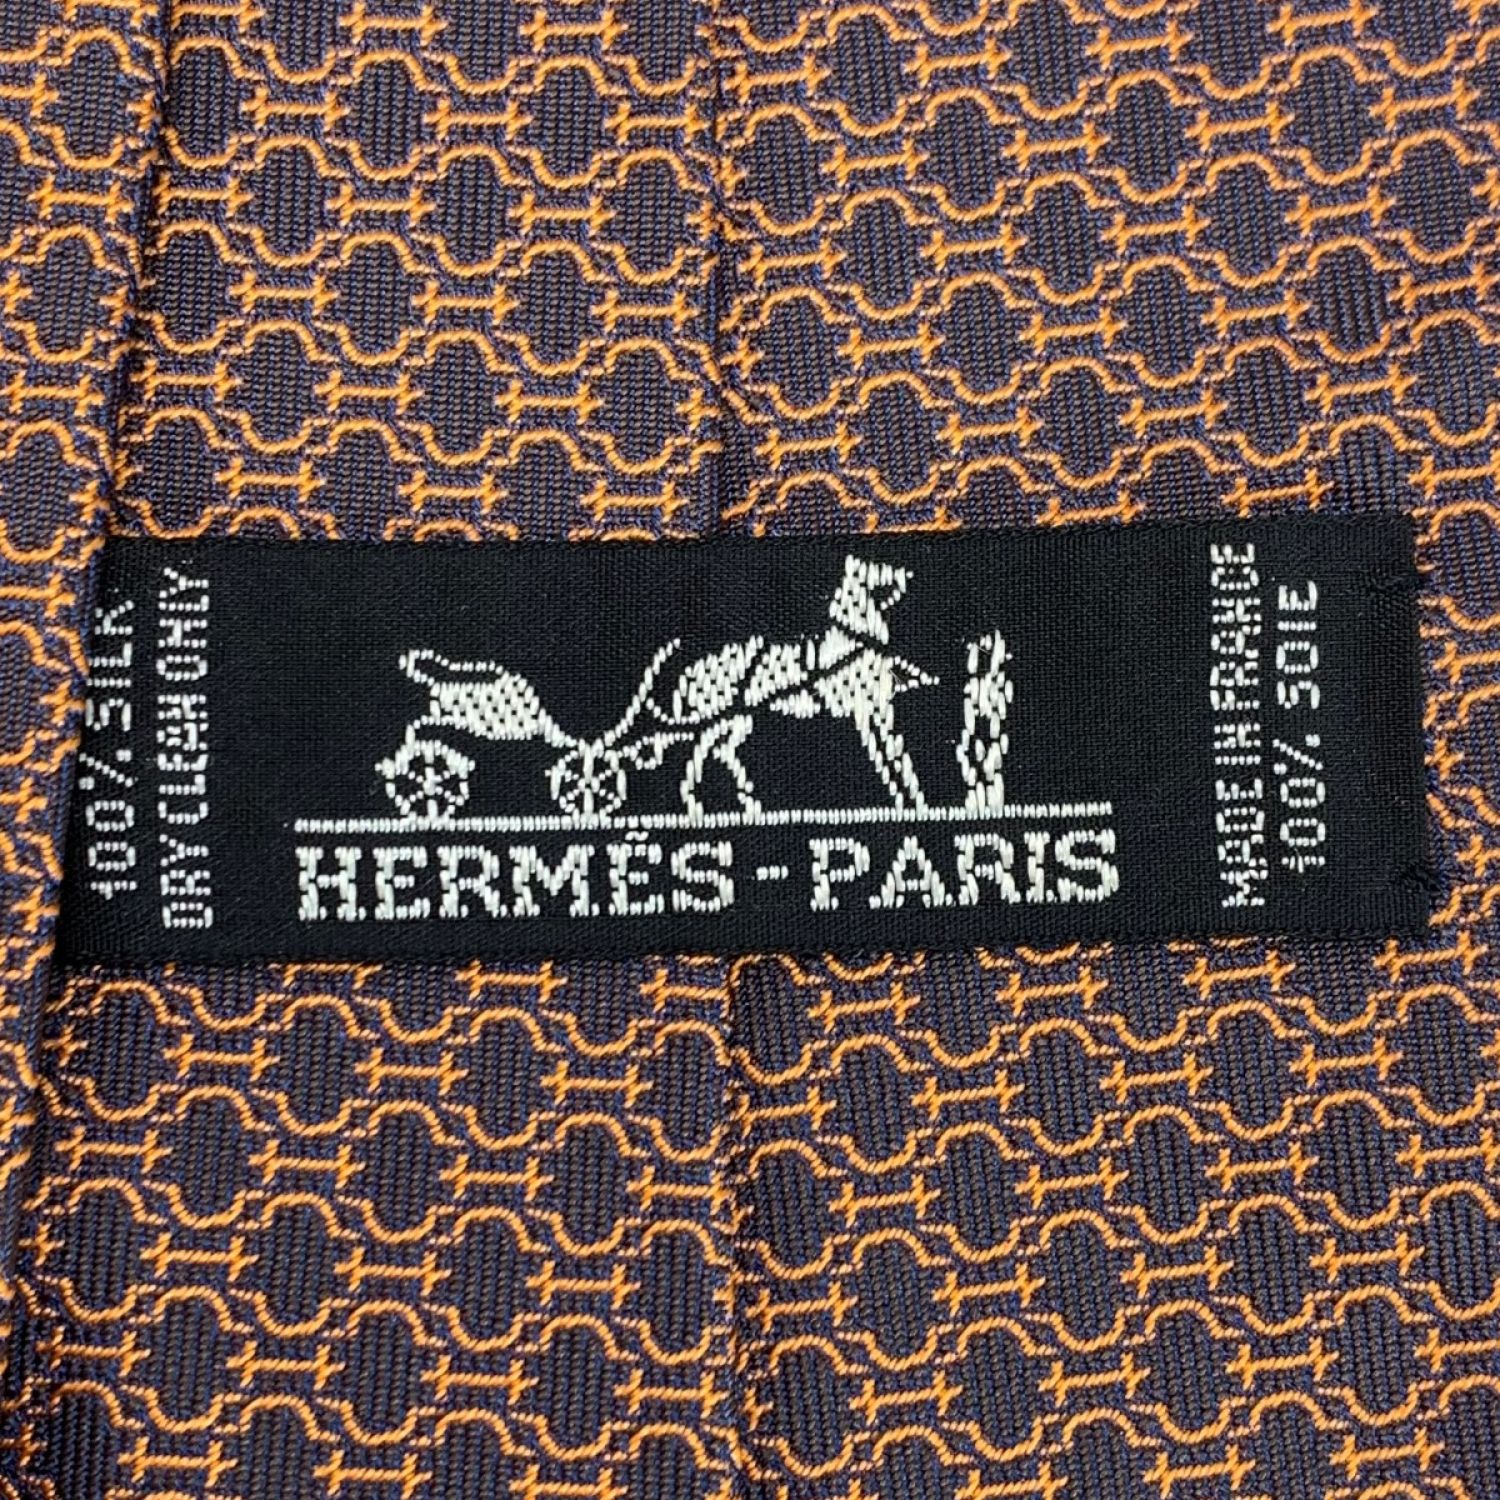 100% SILK
DRY CLEAN ONLY
HERMÈS-PARIS
MADE IN FRANCE
100% SOIE